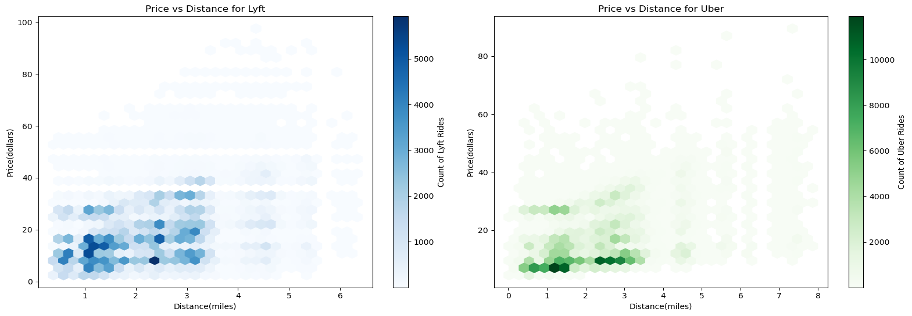 Price vs Distance for Lyft
100
80
60
40
20
0
Price(dollars)
1 2 3 4 5 6
Distance(miles)
5000
4000
3000
2000
1000
Count of Lyft Rides
Price vs Distance for Uber
80
60
40
20
Price(dollars)
0 1 2 3 4 5 6 7 8
Distance(miles)
10000
8000
6000
4000
2000
Count of Uber Rides